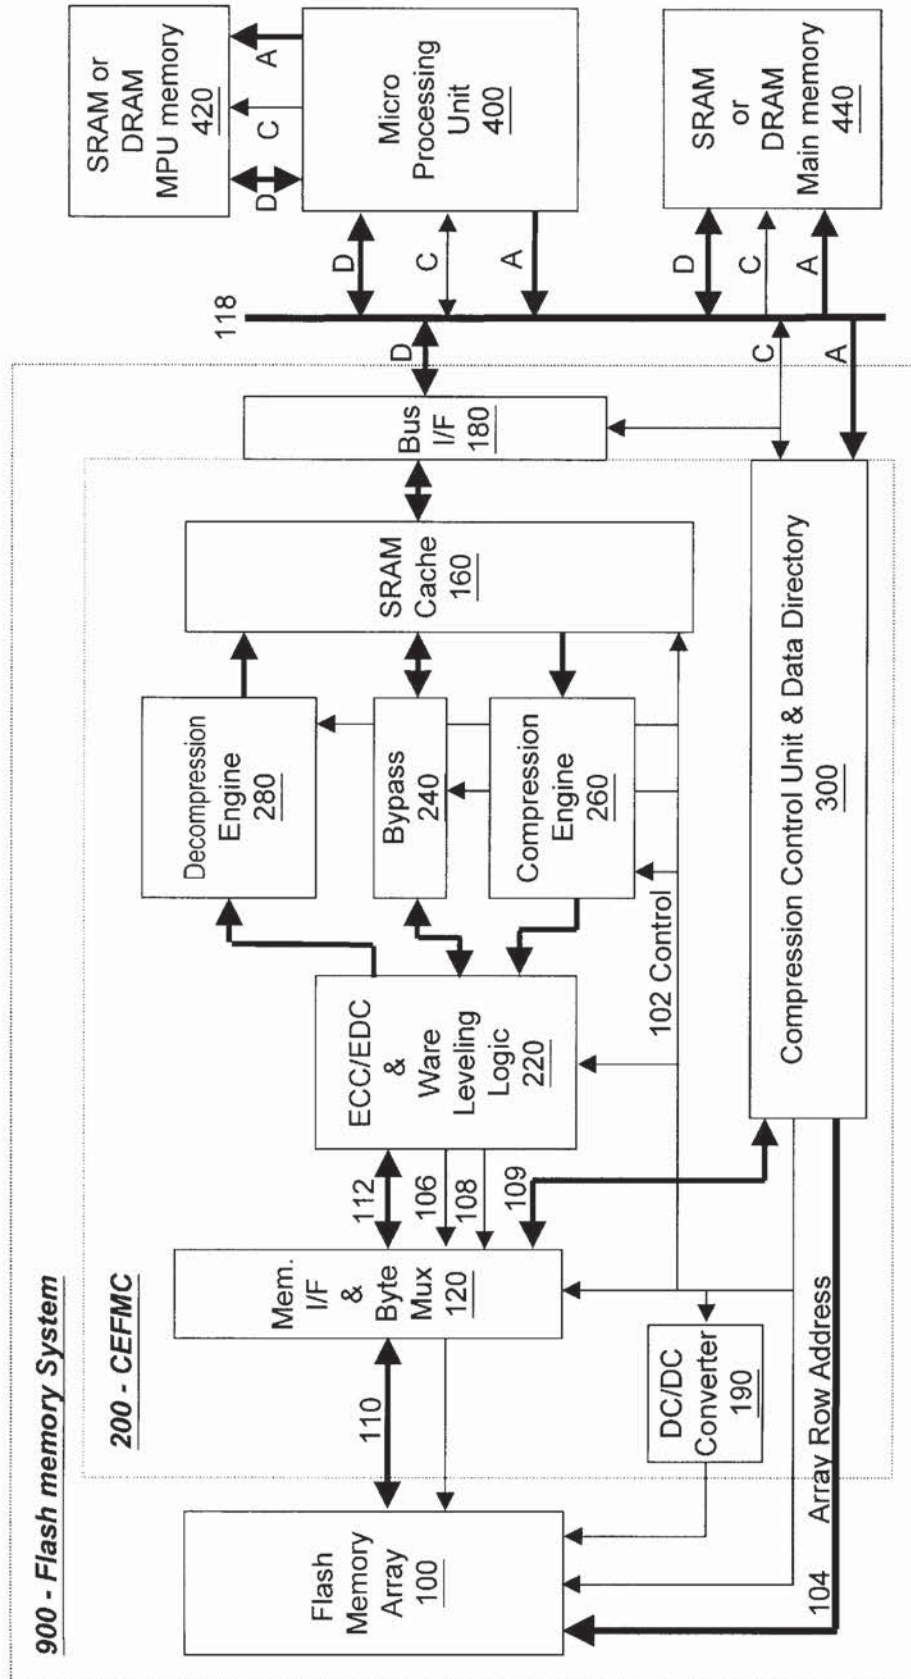 900 - Flash memory System
200 - CEFMC
Flash
Memory
Array
100
110
Mem.
I/F
&
Byte
Mux
120
112
106
108
109
ECC/EDC
&
Ware
Leveling
Logic
220
Decompression
Engine
280
Bypass
240
Compression
Engine
260
SRAM
Cache
160
Bus
I/F
180
D
118
SRAM or
DRAM
MPU memory
420
D
C
A
Micro
Processing
Unit
400
D
C
A
SRAM
or
DRAM
Main memory
440
D
C
A
C
A
102 Control
DC/DC
Converter
190
104
Array Row Address
Compression Control Unit & Data Directory
300